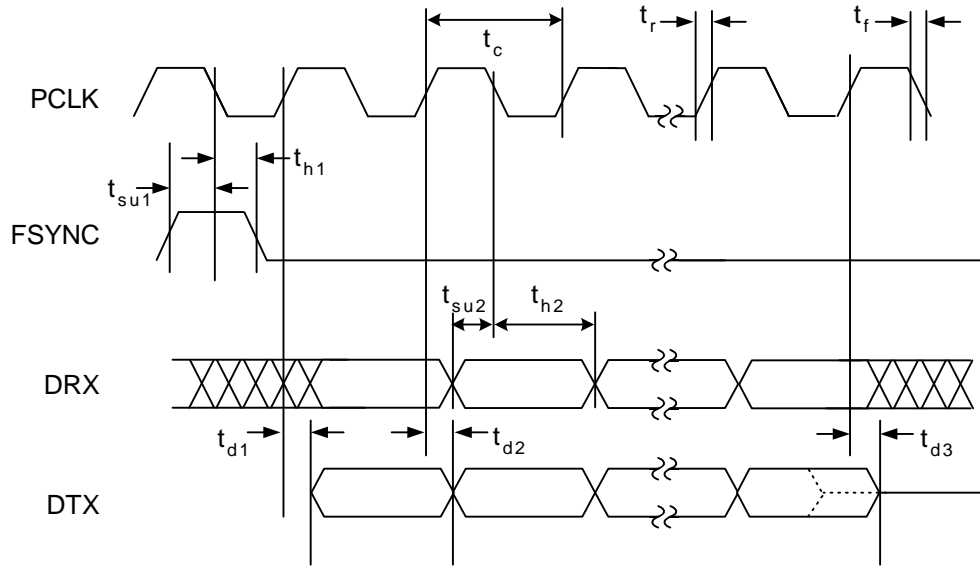 t_r t_f
t_c
PCLK
t_h1
t_su1
FSYNC
t_su2 t_h2
DRX
t_d1 t_d2 t_d3
DTX